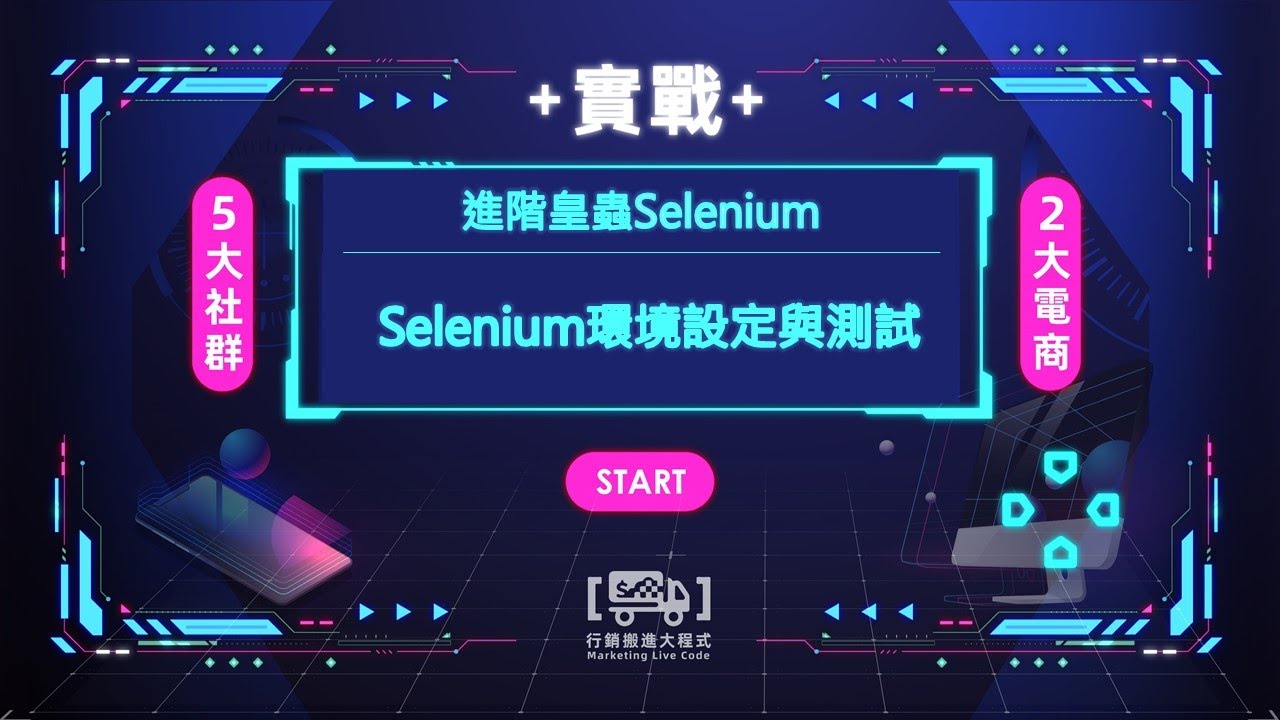 +實戰+
進階皇蟲Selenium
Selenium環境設定與測試
5大社群
2大電商
START
行銷搬進大程式
Marketing Live Code